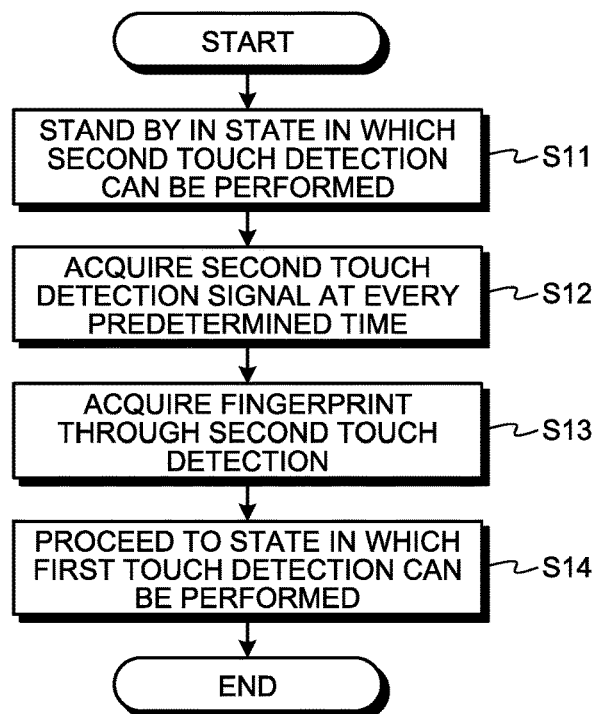 START
STAND BY IN STATE IN WHICH
SECOND TOUCH DETECTION
CAN BE PERFORMED
S11
ACQUIRE SECOND TOUCH
DETECTION SIGNAL AT EVERY
PREDETERMINED TIME
S12
ACQUIRE FINGERPRINT
THROUGH SECOND TOUCH
DETECTION
S13
PROCEED TO STATE IN WHICH
FIRST TOUCH DETECTION CAN
BE PERFORMED
S14
END